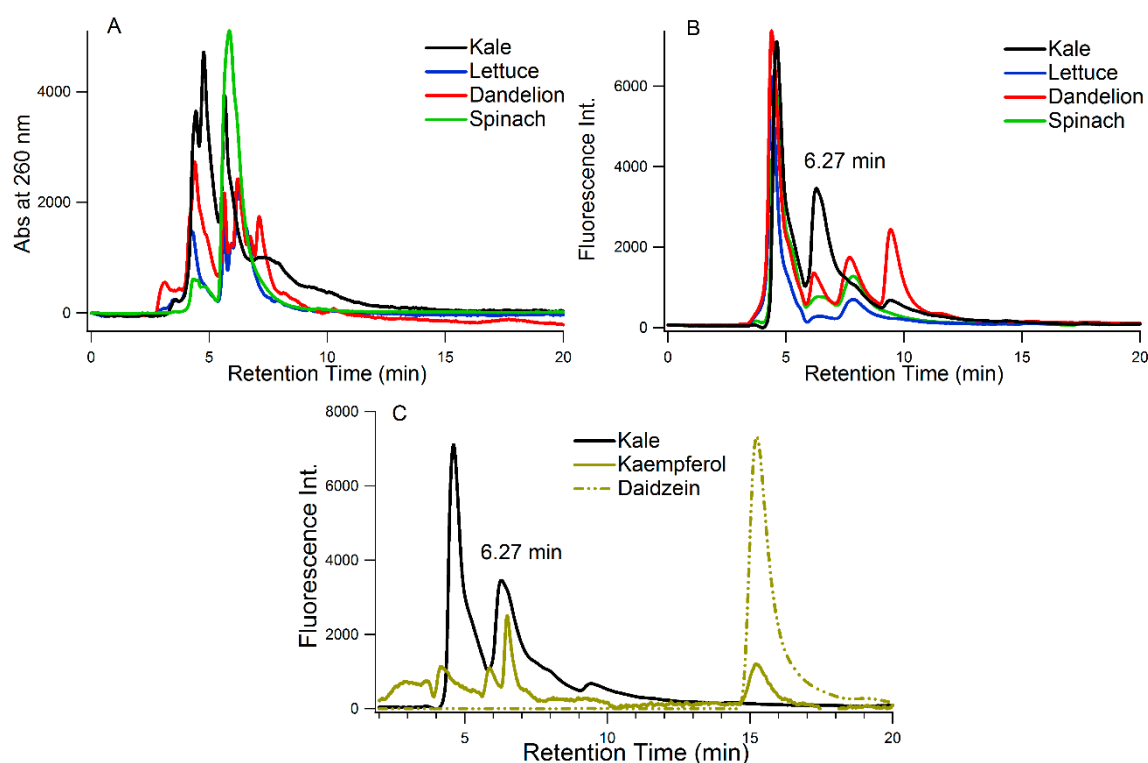 A
Kale
Lettuce
Dandelion
Spinach
Abs at 260 nm
4000
2000
0
0 5 10 15 20
Retention Time (min)
B
Kale
Lettuce
Dandelion
Spinach
6.27 min
Fluorescence Int.
6000
4000
2000
0
0 5 10 15 20
Retention Time (min)
C
Kale
Kaempferol
Daidzein
6.27 min
Fluorescence Int.
8000
6000
4000
2000
0
5 10 15 20
Retention Time (min)